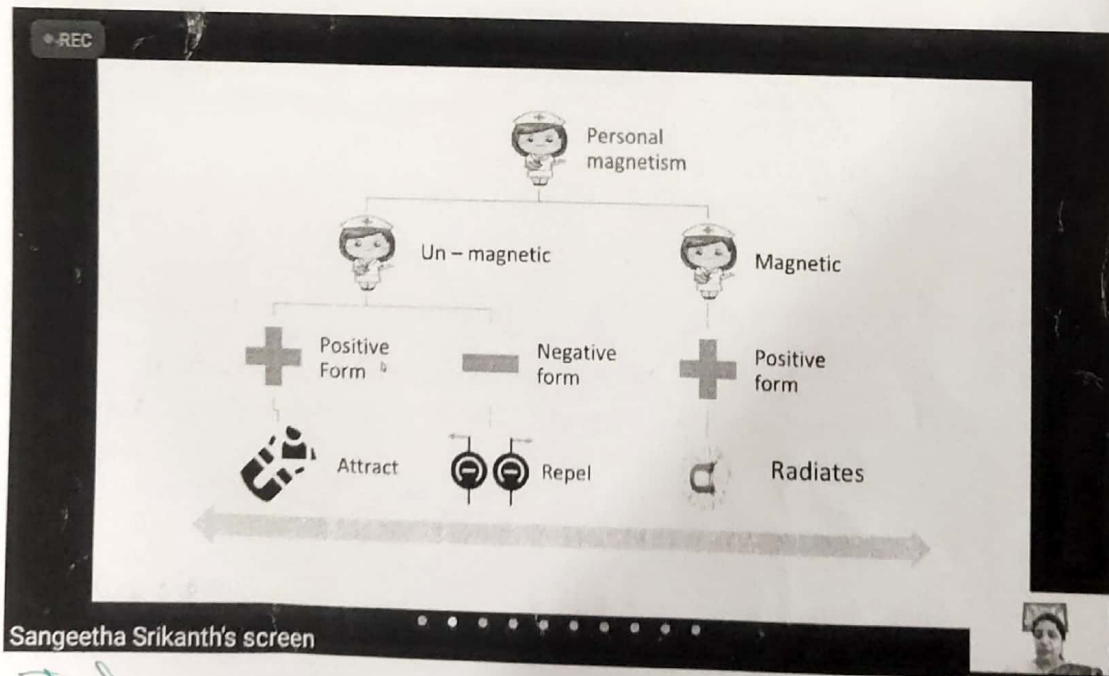 REC
Personal
magnetism
Un – magnetic
Magnetic
Positive
Form
Negative
form
Positive
form
Attract
Repel
Radiates
Sangeetha Srikanth's screen